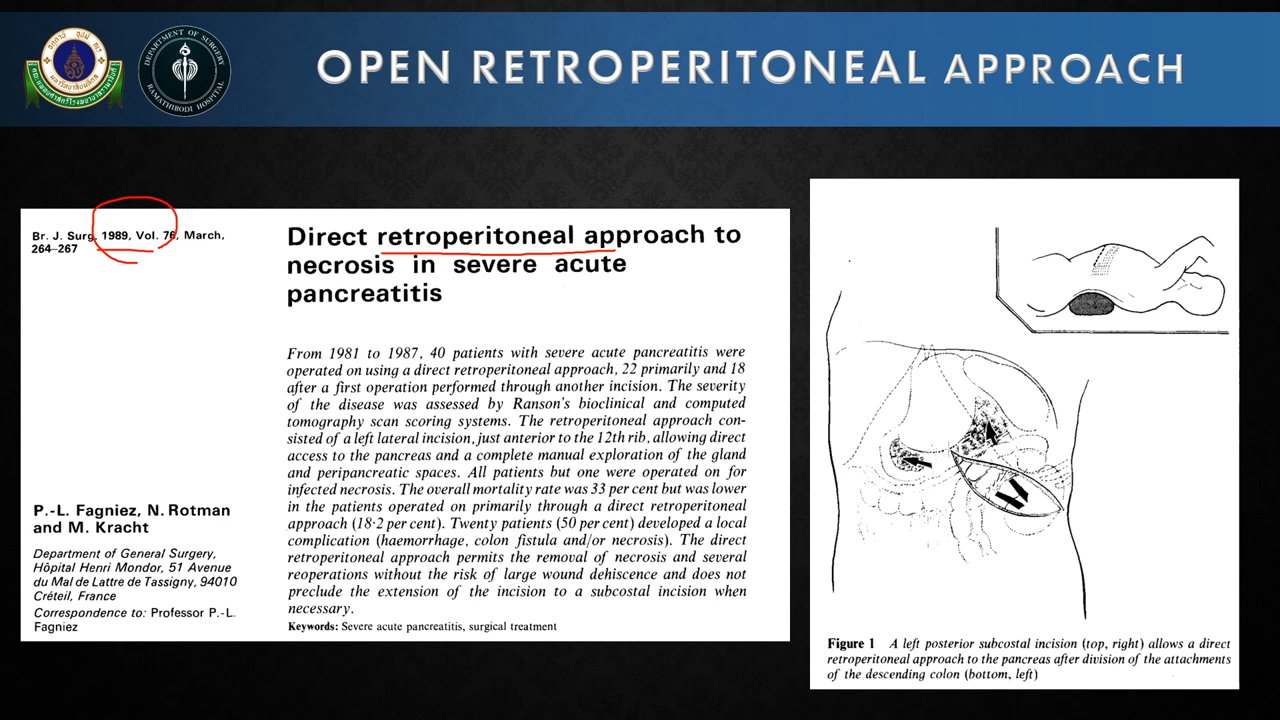 DEPARTMENT OF SURGERY
RAMATHIBODI HOSPITAL
OPEN RETROPERITONEAL APPROACH
Br. J. Surg. 1989, Vol. 76, March,
264–267
Direct retroperitoneal approach to
necrosis in severe acute
pancreatitis
From 1981 to 1987, 40 patients with severe acute pancreatitis were
operated on using a direct retroperitoneal approach, 22 primarily and 18
after a first operation performed through another incision. The severity
of the disease was assessed by Ranson's bioclinical and computed
tomography scan scoring systems. The retroperitoneal approach con-
sisted of a left lateral incision, just anterior to the 12th rib, allowing direct
access to the pancreas and a complete manual exploration of the gland
and peripancreatic spaces. All patients but one were operated on for
infected necrosis. The overall mortality rate was 33 per cent but was lower
in the patients operated on primarily through a direct retroperitoneal
approach (18·2 per cent). Twenty patients (50 per cent) developed a local
complication (haemorrhage, colon fistula and/or necrosis). The direct
retroperitoneal approach permits the removal of necrosis and several
reoperations without the risk of large wound dehiscence and does not
preclude the extension of the incision to a subcostal incision when
necessary.
Keywords: Severe acute pancreatitis, surgical treatment
P.-L. Fagniez, N. Rotman
and M. Kracht
Department of General Surgery,
Hôpital Henri Mondor, 51 Avenue
du Mal de Lattre de Tassigny, 94010
Créteil, France
Correspondence to: Professor P.-L.
Fagniez
Figure 1 A left posterior subcostal incision (top, right) allows a direct
retroperitoneal approach to the pancreas after division of the attachments
of the descending colon (bottom, left)